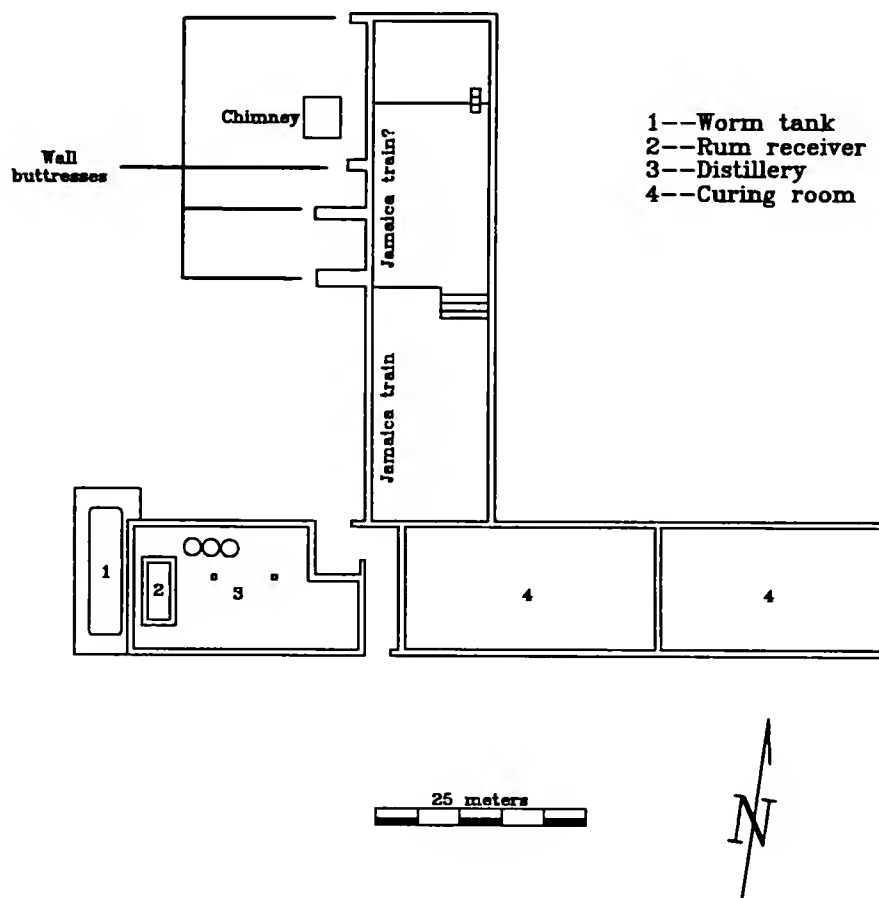 Chimney
Wall
buttresses
Jamaica train?
Jamaica train
1--Worm tank
2--Rum receiver
3--Distillery
4--Curing room
1
2
3
4
4
25 meters
N